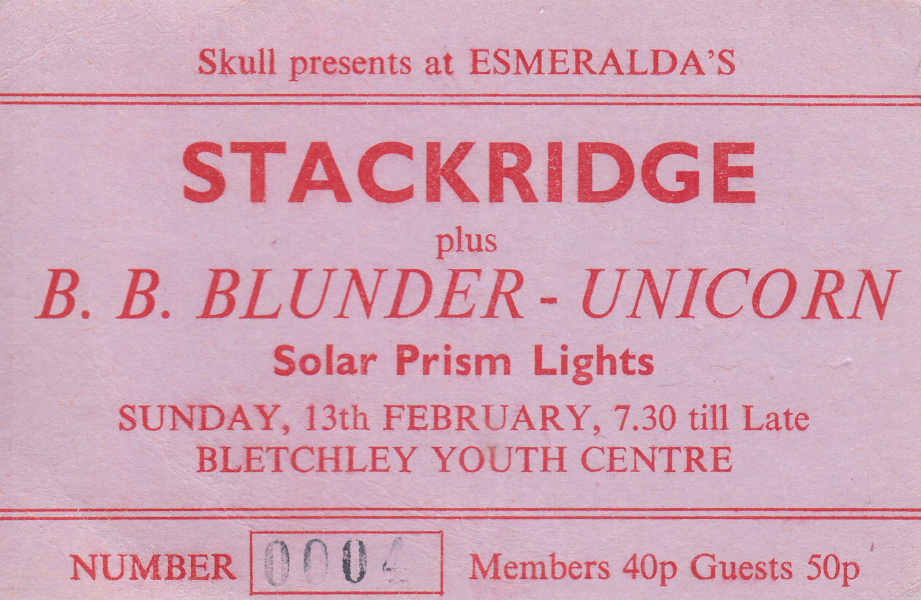 Skull presents at ESMERALDA'S
STACKRIDGE
plus
B. B. BLUNDER - UNICORN
Solar Prism Lights
SUNDAY, 13th FEBRUARY, 7.30 till Late
BLETCHLEY YOUTH CENTRE
NUMBER 0004 Members 40p Guests 50p